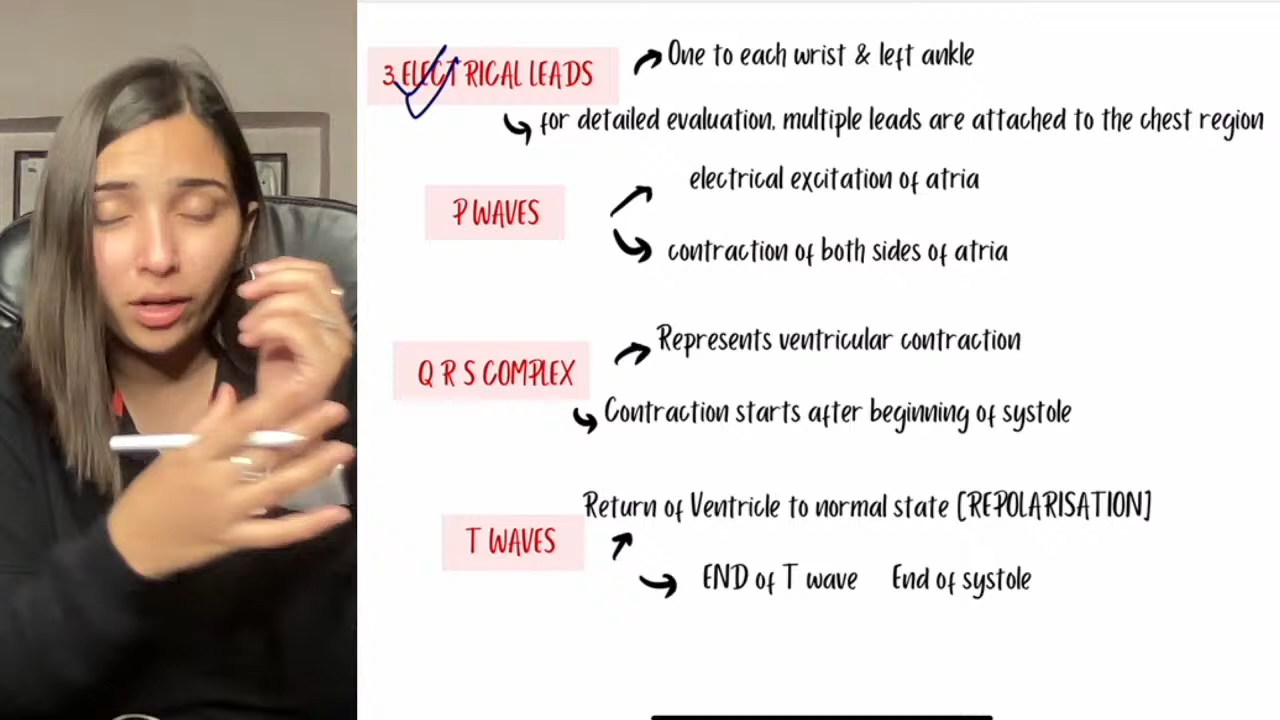 3 ELECTRICAL LEADS
One to each wrist & left ankle
for detailed evaluation, multiple leads are attached to the chest region
P WAVES
electrical excitation of atria
contraction of both sides of atria
Q R S COMPLEX
Represents ventricular contraction
Contraction starts after beginning of systole
T WAVES
Return of Ventricle to normal state [REPOLARISATION]
END of T wave End of systole